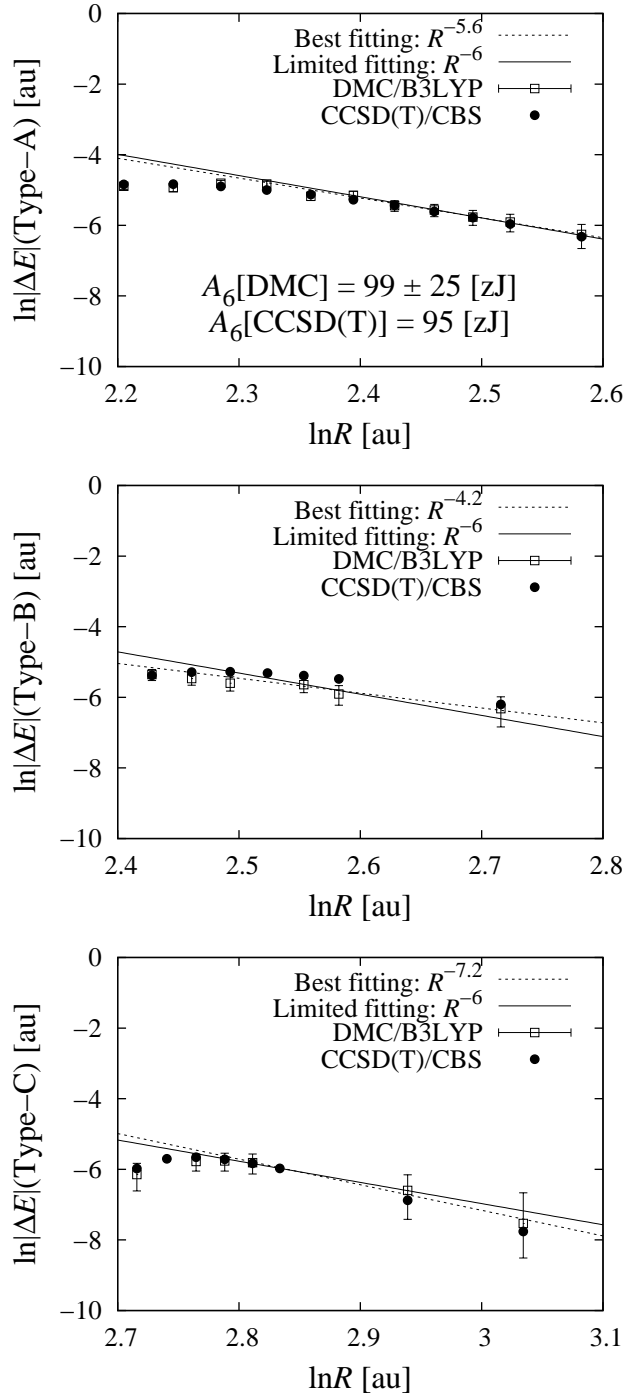 Best fitting: R^−5.6
Limited fitting: R^−6
DMC/B3LYP
CCSD(T)/CBS
ln|ΔE|(Type−A) [au]
0
−2
−4
−6
−8
−10
A_6[DMC] = 99 ± 25 [zJ]
A_6[CCSD(T)] = 95 [zJ]
2.2 2.3 2.4 2.5 2.6
lnR [au]
Best fitting: R^−4.2
Limited fitting: R^−6
DMC/B3LYP
CCSD(T)/CBS
ln|ΔE|(Type−B) [au]
0
−2
−4
−6
−8
−10
2.4 2.5 2.6 2.7 2.8
lnR [au]
Best fitting: R^−7.2
Limited fitting: R^−6
DMC/B3LYP
CCSD(T)/CBS
ln|ΔE|(Type−C) [au]
0
−2
−4
−6
−8
−10
2.7 2.8 2.9 3 3.1
lnR [au]